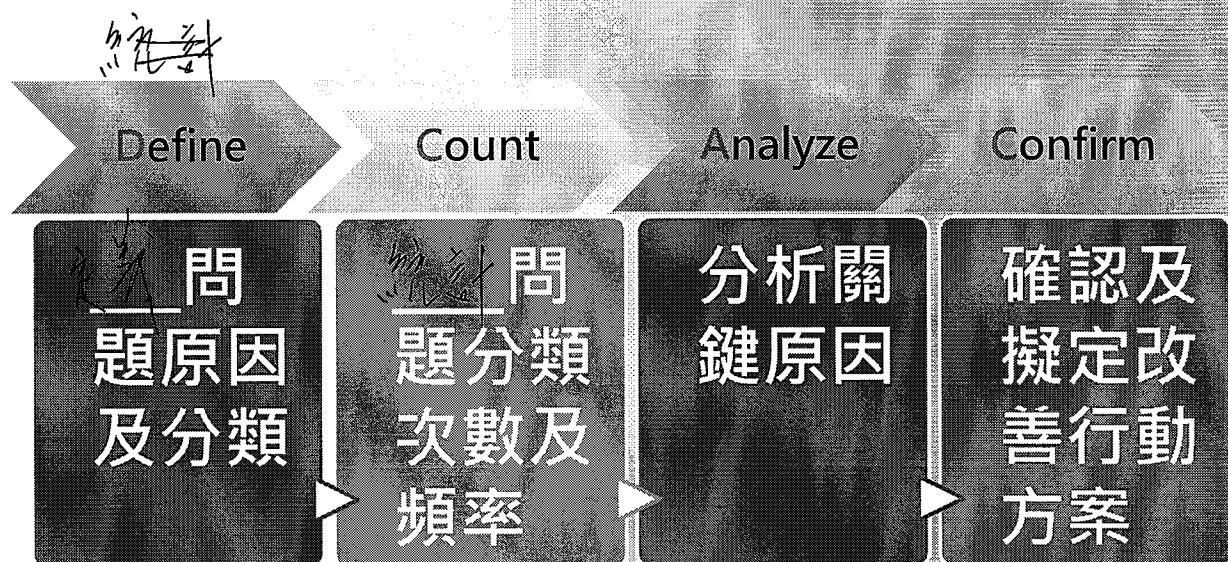 統計
Define
Count
Analyze
Confirm
定義問
題原因
及分類
統計問
題分類
次數及
頻率
分析關
鍵原因
確認及
擬定改
善行動
方案